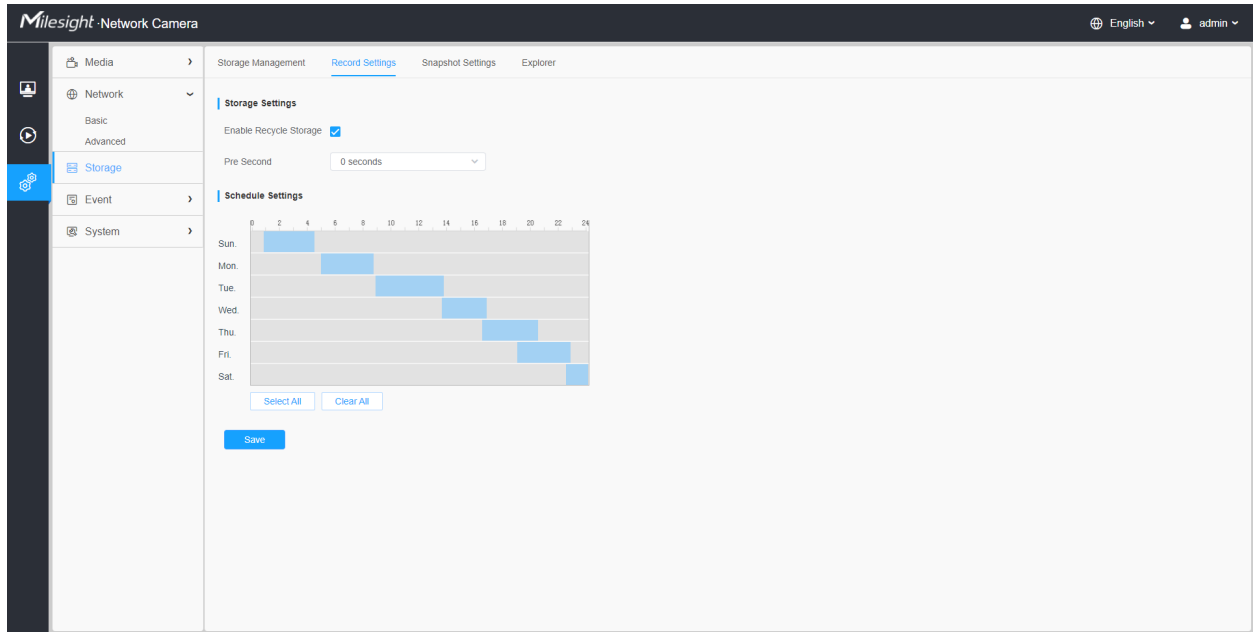 Milesight·Network Camera
English
admin
Media
Network
Basic
Advanced
Storage
Event
System
Storage Management
Record Settings
Snapshot Settings
Explorer
Storage Settings
Enable Recycle Storage
Pre Second
0 seconds
Schedule Settings
0 2 4 6 8 10 12 14 16 18 20 22 24
Sun.
Mon.
Tue.
Wed.
Thu.
Fri.
Sat.
Select All
Clear All
Save